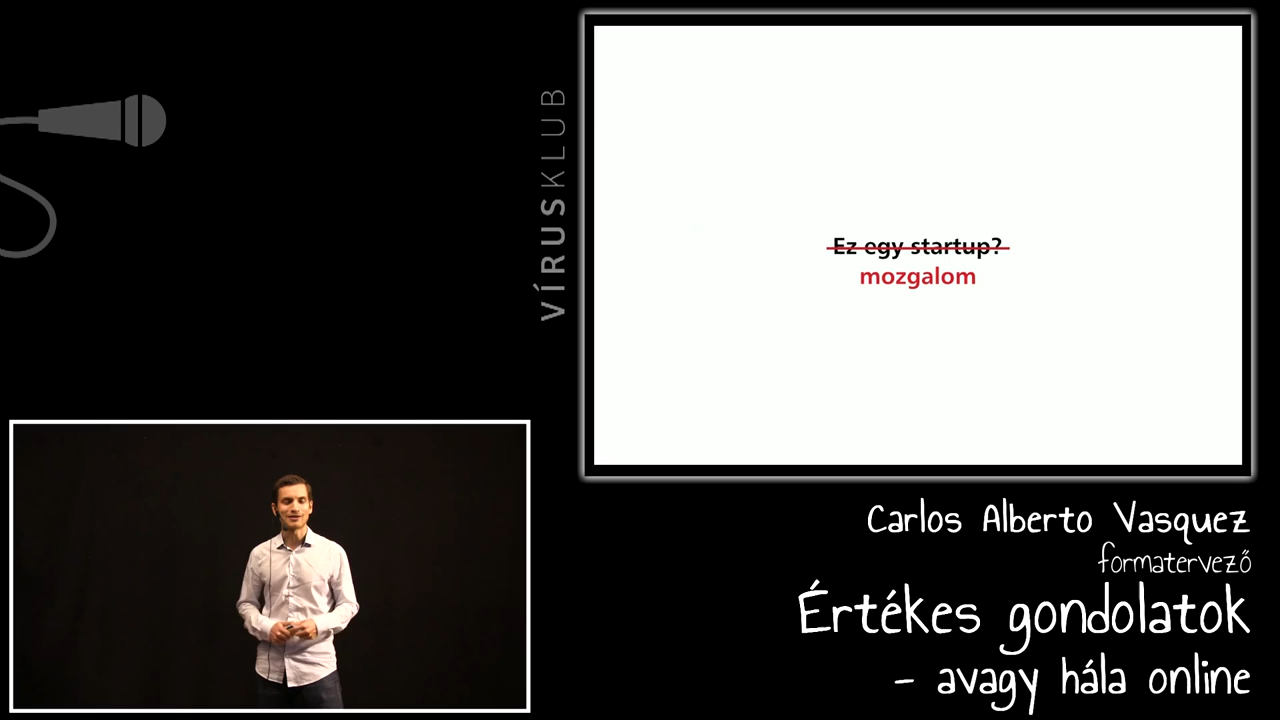 VÍRUSKLUB
Ez egy startup?
mozgalom
Carlos Alberto Vasquez
formatervező
Értékes gondolatok
- avagy hála online